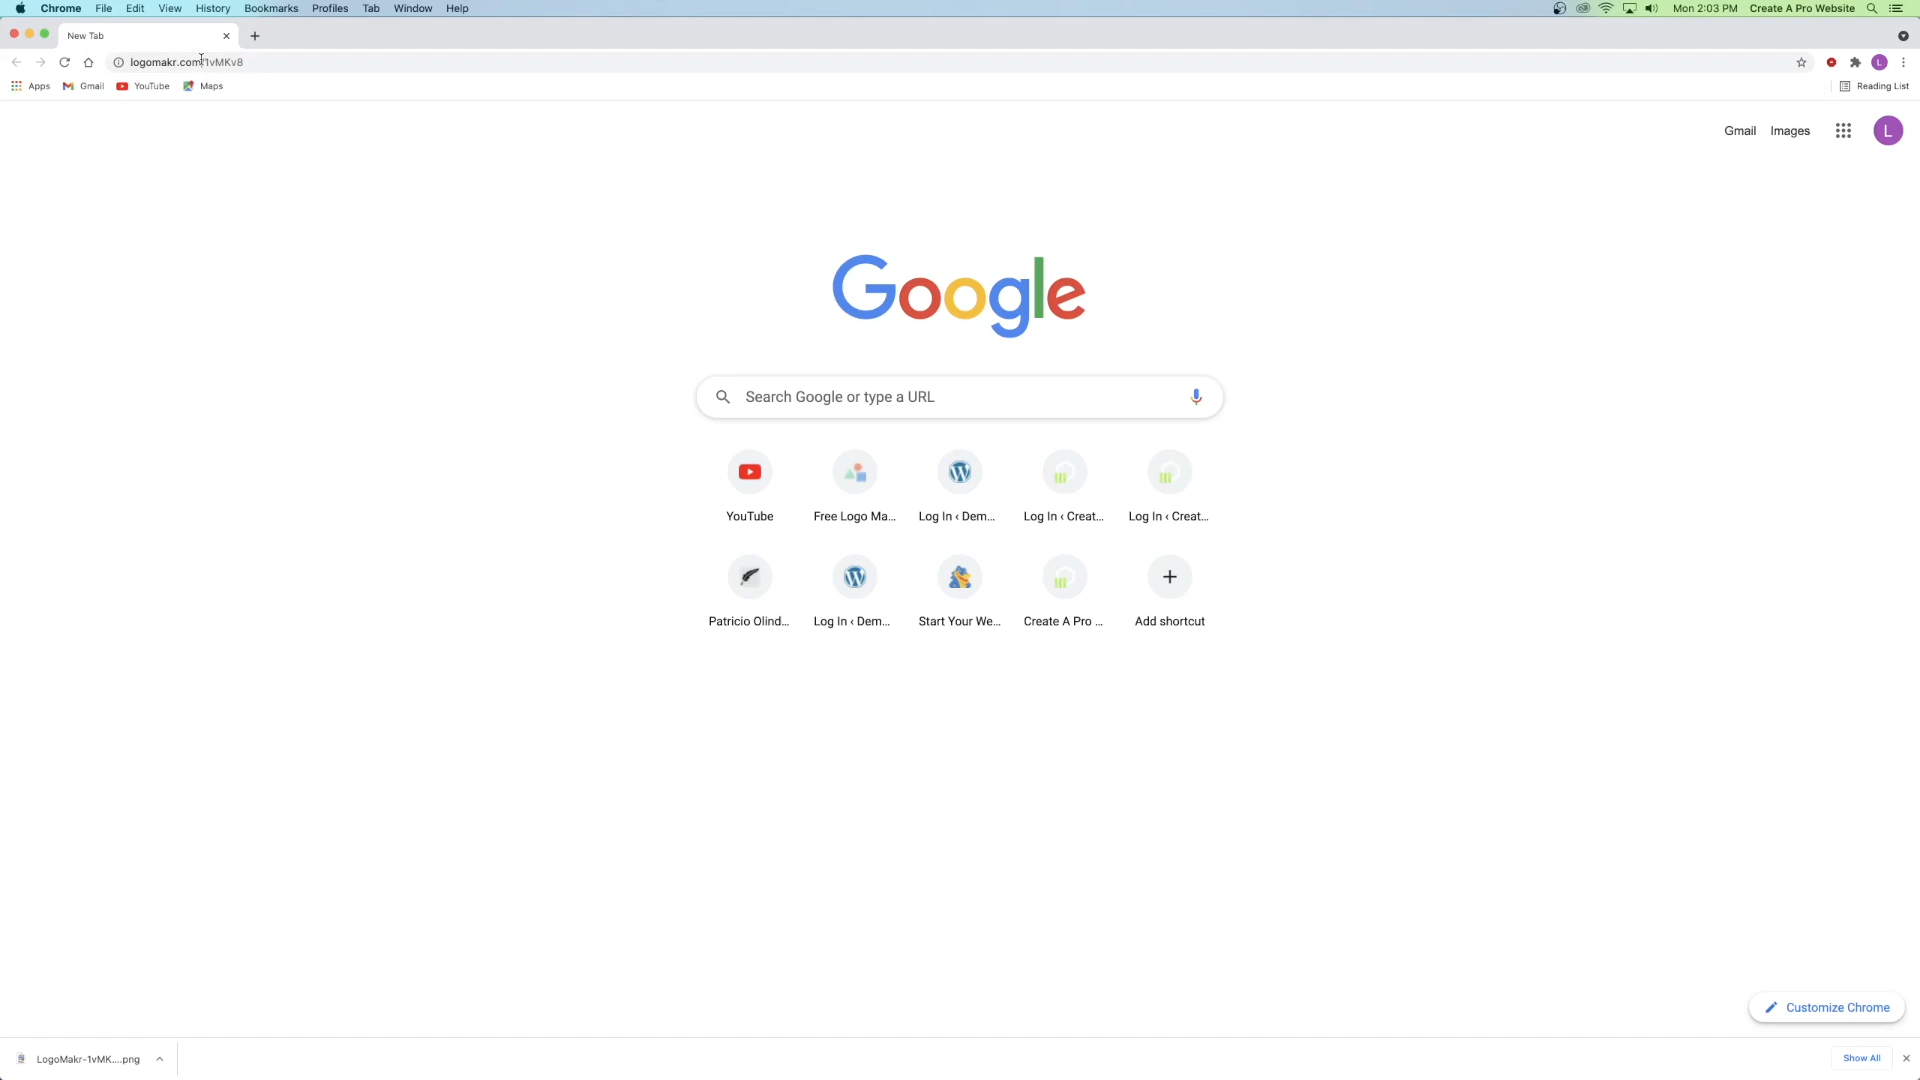 Chrome File Edit View History Bookmarks Profiles Tab Window Help Mon 2:03 PM Create A Pro Website
New Tab
logomakr.com/1vMKv8 L
Apps Gmail YouTube Maps Reading List
Gmail Images L
Google
Search Google or type a URL
YouTube Free Logo Ma... Log In ‹ Dem... Log In ‹ Creat... Log In ‹ Creat...
Patricio Olind... Log In ‹ Dem... Start Your We... Create A Pro ... Add shortcut
Customize Chrome
LogoMakr-1vMK....png Show All